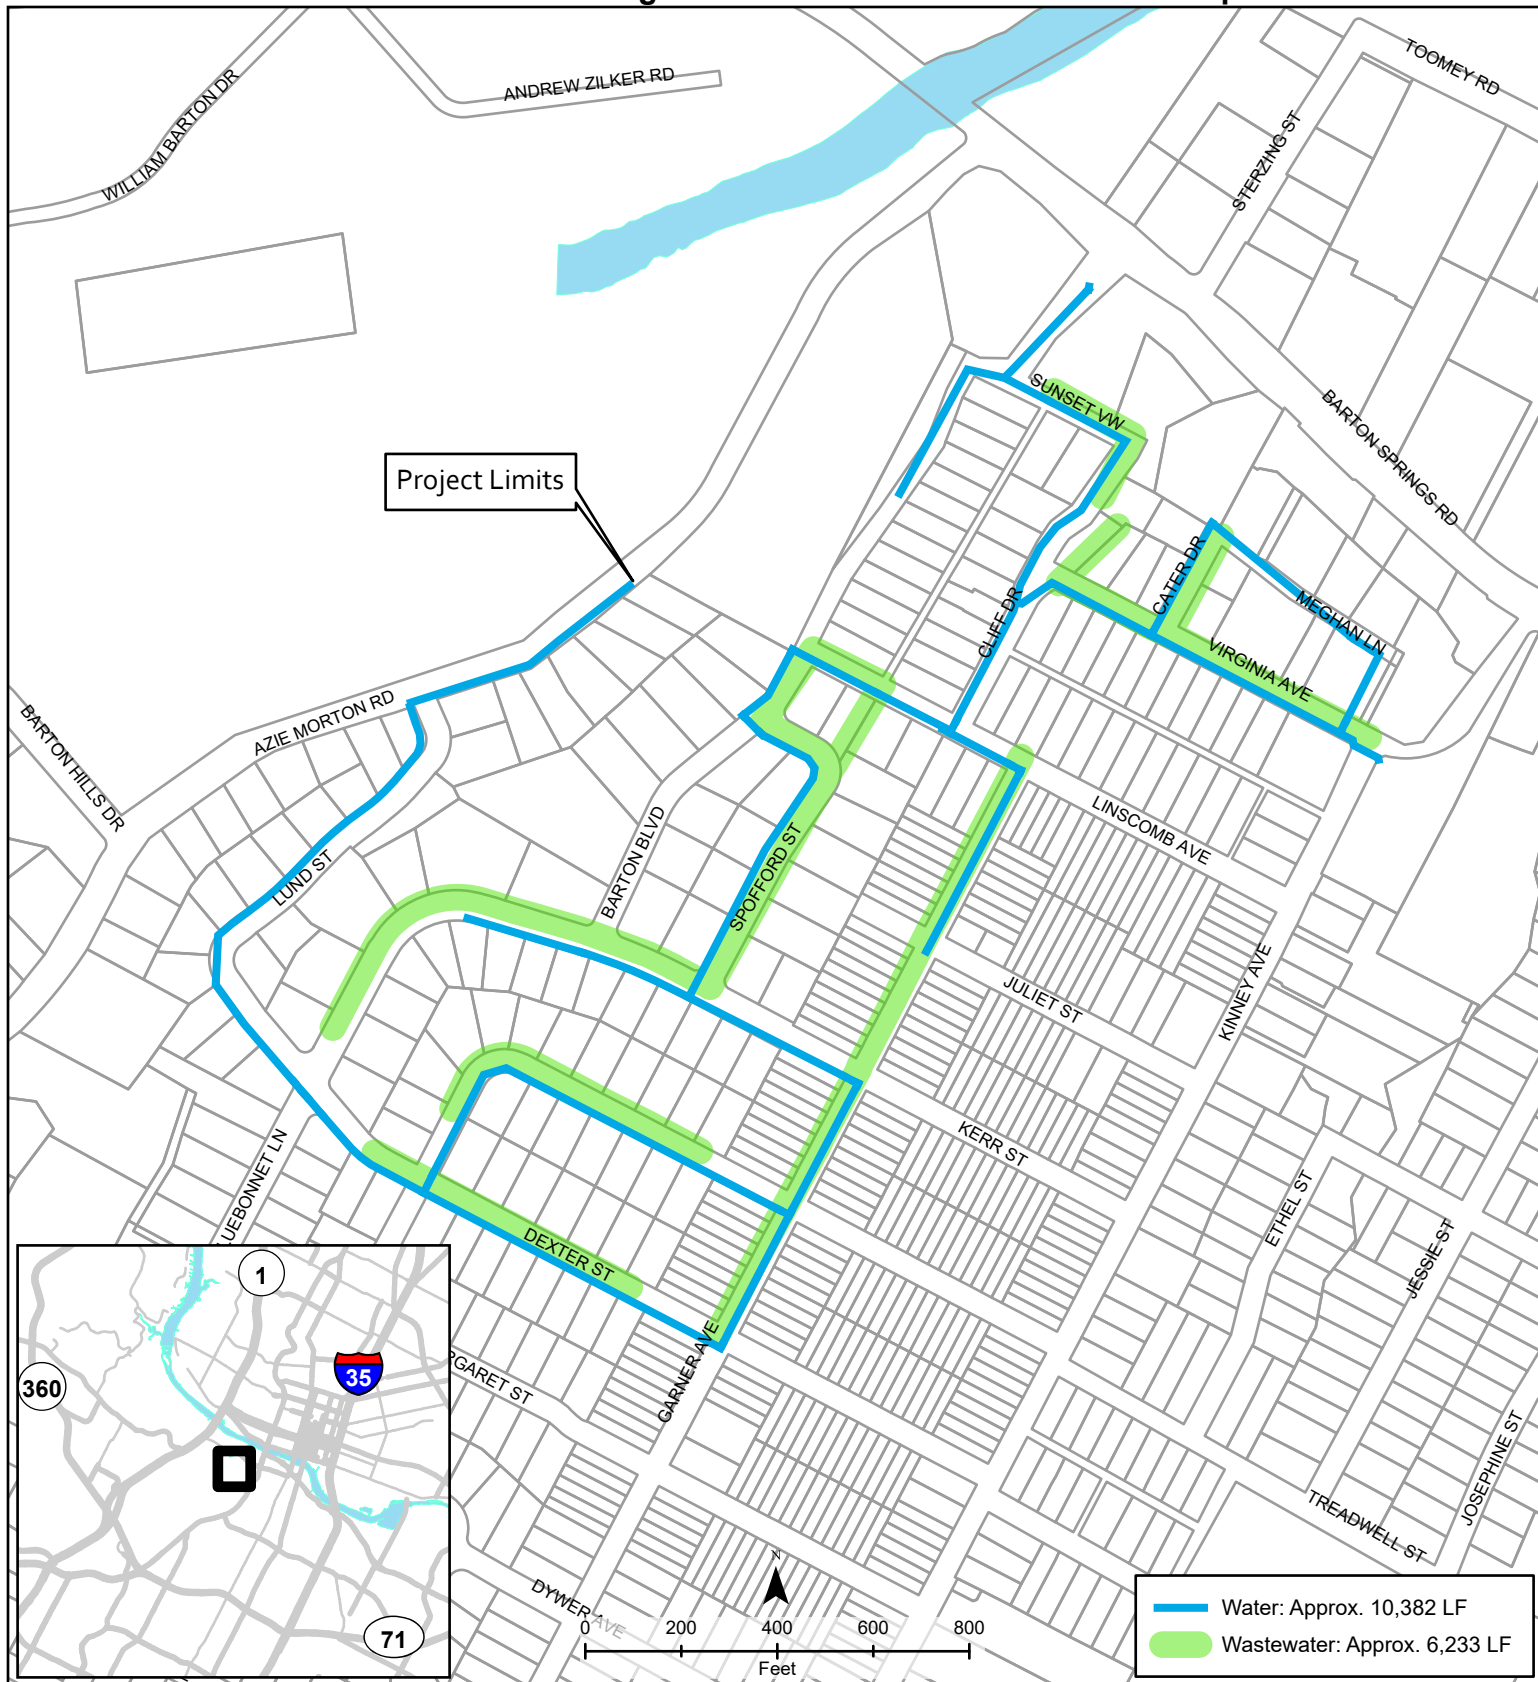 TOOMEY RD
ANDREW ZILKER RD
WILLIAM BARTON DR
STERZING ST
SUNSET VW
BARTON SPRINGS RD
Project Limits
CATER DR
CLIFF DR
MEGHAN LN
VIRGINIA AVE
AZIE MORTON RD
BARTON HILLS DR
LINSCOMB AVE
BARTON BLVD
SPOFFORD ST
LUND ST
KINNEY AVE
JULIET ST
KERR ST
LUEBONNET LN
ETHEL ST
JESSIE ST
DEXTER ST
GARNER AVE
RGARET ST
JOSEPHINE ST
TREADWELL ST
DYWER AVE
1
35
360
71
N
0 200 400 600 800
Feet
Water: Approx. 10,382 LF
Wastewater: Approx. 6,233 LF